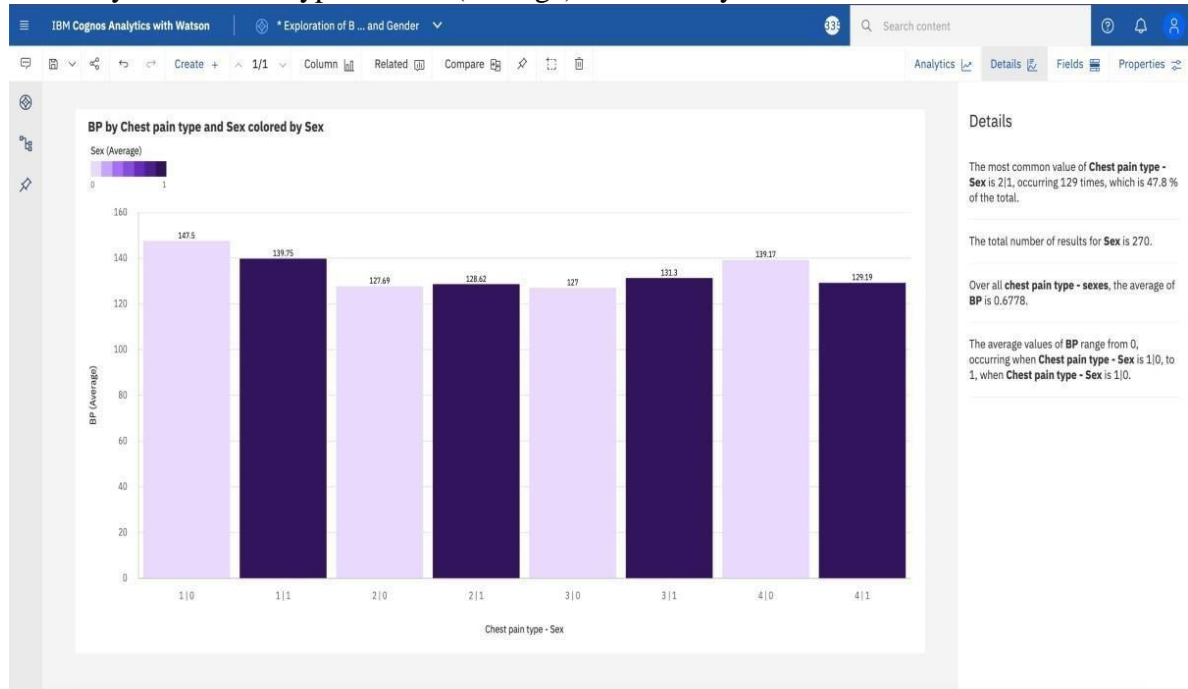 IBM Cognos Analytics with Watson
* Exploration of B ... and Gender
Search content
Create +
1/1
Column
Related
Compare
Analytics
Details
Fields
Properties
BP by Chest pain type and Sex colored by Sex
Sex (Average)
0 1
160
140
120
100
80
60
40
20
0
BP (Average)
147.5
139.75
127.69
128.62
127
131.3
139.17
129.19
1|0
1|1
2|0
2|1
3|0
3|1
4|0
4|1
Chest pain type - Sex
Details
The most common value of Chest pain type -
Sex is 2|1, occurring 129 times, which is 47.8 %
of the total.
The total number of results for Sex is 270.
Over all chest pain type - sexes, the average of
BP is 0.6778.
The average values of BP range from 0,
occurring when Chest pain type - Sex is 1|0, to
1, when Chest pain type - Sex is 1|0.